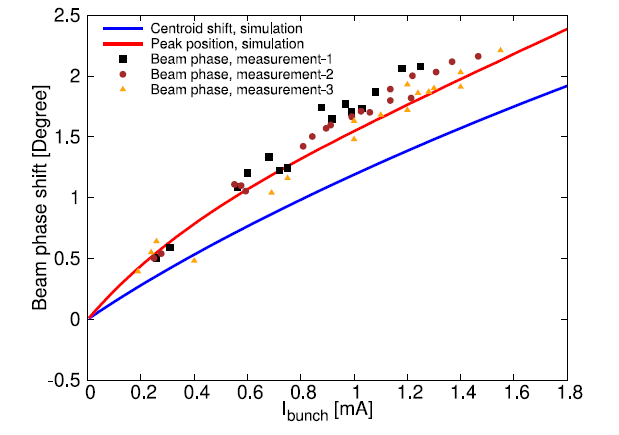 2.5
2
1.5
1
0.5
0
-0.5
Beam phase shift [Degree]
Centroid shift, simulation
Peak position, simulation
Beam phase, measurement-1
Beam phase, measurement-2
Beam phase, measurement-3
0 0.2 0.4 0.6 0.8 1 1.2 1.4 1.6 1.8
I_bunch [mA]